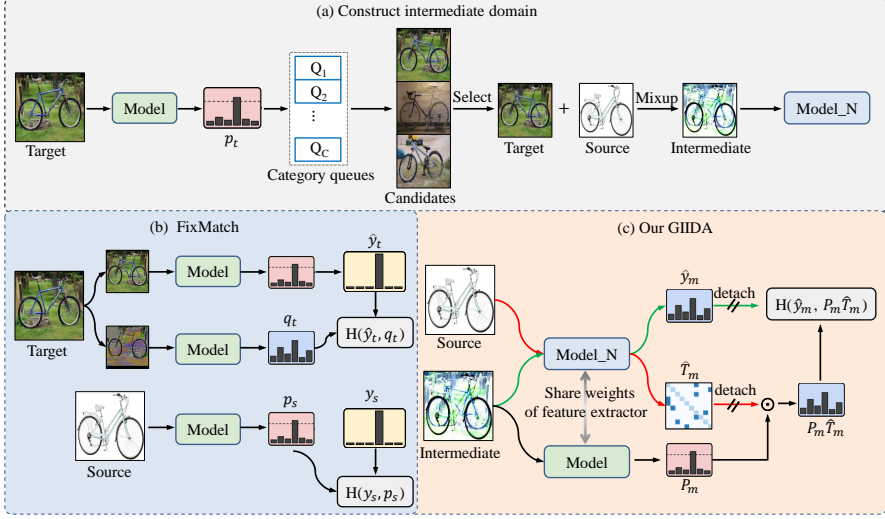 (a) Construct intermediate domain
Target
Model
p_t
Q_1
Q_2
⋮
Q_C
Category queues
Candidates
Select
Target
+
Source
Mixup
Intermediate
Model_N
(b) FixMatch
Target
Model
ŷ_t
Model
q_t
H(ŷ_t, q_t)
Source
Model
p_s
y_s
H(y_s, p_s)
(c) Our GIIDA
Source
Intermediate
Model_N
Share weights
of feature extractor
Model
ŷ_m
detach
H(ŷ_m, P_m T̂_m)
T̂_m
detach
P_m T̂_m
P_m